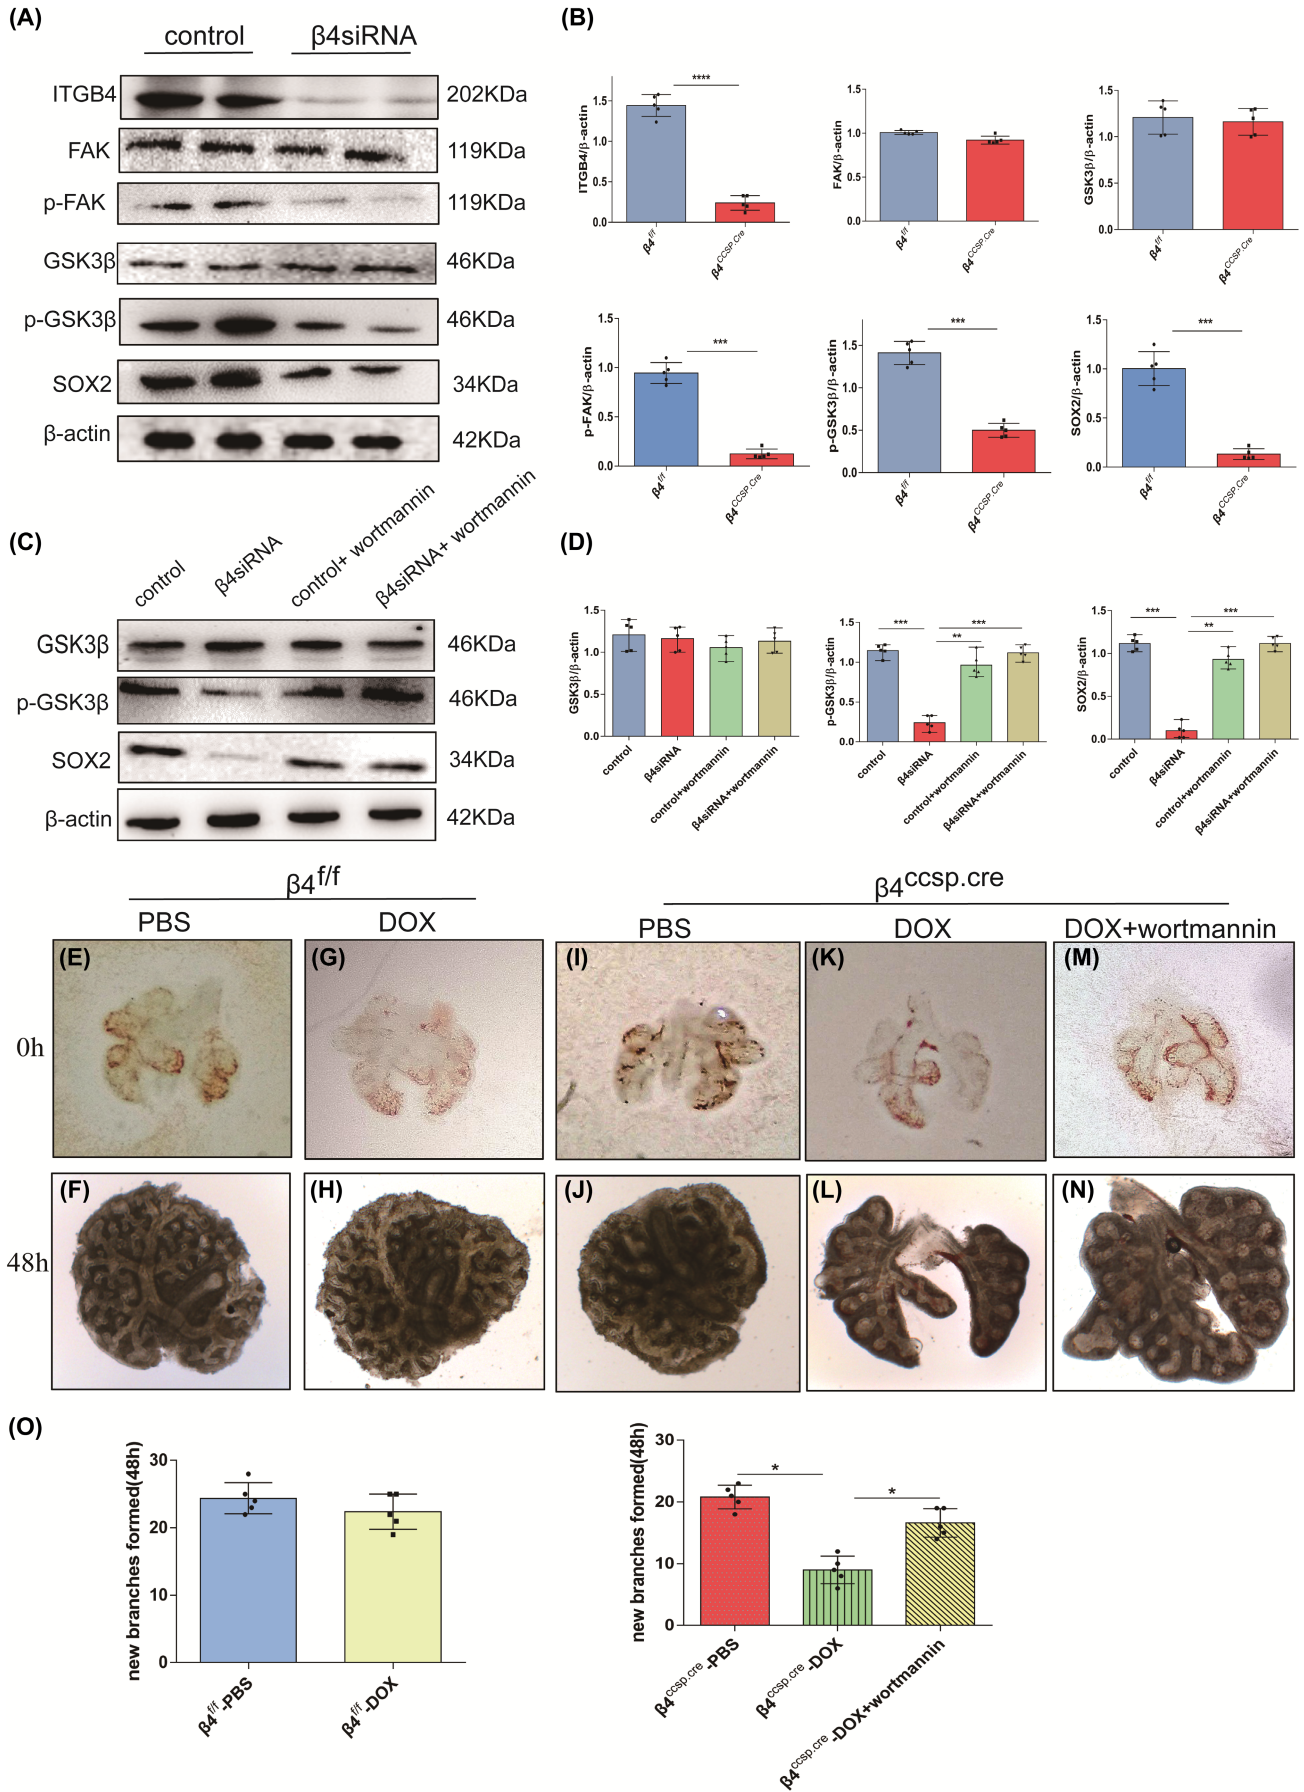 (A)
control β4siRNA
ITGB4 202KDa
FAK 119KDa
p-FAK 119KDa
GSK3β 46KDa
p-GSK3β 46KDa
SOX2 34KDa
β-actin 42KDa
(B)
ITGB4/β-actin
1.5
1.0
0.5
0.0
****
β4f/f
β4CCSP.Cre
FAK/β-actin
1.5
1.0
0.5
0.0
β4f/f
β4CCSP.Cre
GSK3β/β-actin
1.5
1.0
0.5
0.0
β4f/f
β4CCSP.Cre
p-FAK/β-actin
1.5
1.0
0.5
0.0
***
β4f/f
β4CCSP.Cre
p-GSK3β/β-actin
1.5
1.0
0.5
0.0
***
β4f/f
β4CCSP.Cre
SOX2/β-actin
1.5
1.0
0.5
0.0
***
β4f/f
β4CCSP.Cre
(C)
control
β4siRNA
control+ wortmannin
β4siRNA+ wortmannin
GSK3β 46KDa
p-GSK3β 46KDa
SOX2 34KDa
β-actin 42KDa
(D)
GSK3β/β-actin
1.5
1.0
0.5
0.0
control
β4siRNA
control+wortmannin
β4siRNA+wortmannin
p-GSK3β/β-actin
1.5
1.0
0.5
0.0
*** ***
**
control
β4siRNA
control+wortmannin
β4siRNA+wortmannin
SOX2/β-actin
1.5
1.0
0.5
0.0
*** ***
**
control
β4siRNA
control+wortmannin
β4siRNA+wortmannin
β4f/f β4ccsp.cre
PBS DOX PBS DOX DOX+wortmannin
0h
(E) (G) (I) (K) (M)
48h
(F) (H) (J) (L) (N)
(O)
new branches formed(48h)
30
20
10
0
β4f/f-PBS
β4f/f-DOX
new branches formed(48h)
30
20
10
0
*
*
β4ccsp.cre-PBS
β4ccsp.cre-DOX
β4ccsp.cre-DOX+wortmannin